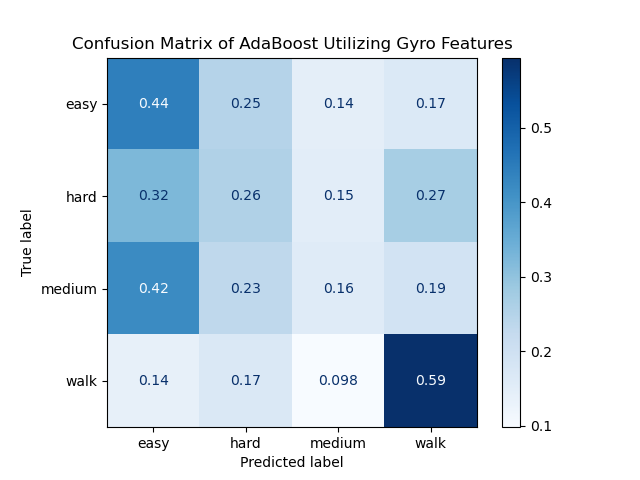 Confusion Matrix of AdaBoost Utilizing Gyro Features
easy 0.44 0.25 0.14 0.17
hard 0.32 0.26 0.15 0.27
medium 0.42 0.23 0.16 0.19
walk 0.14 0.17 0.098 0.59
easy hard medium walk
Predicted label
True label
0.5
0.4
0.3
0.2
0.1